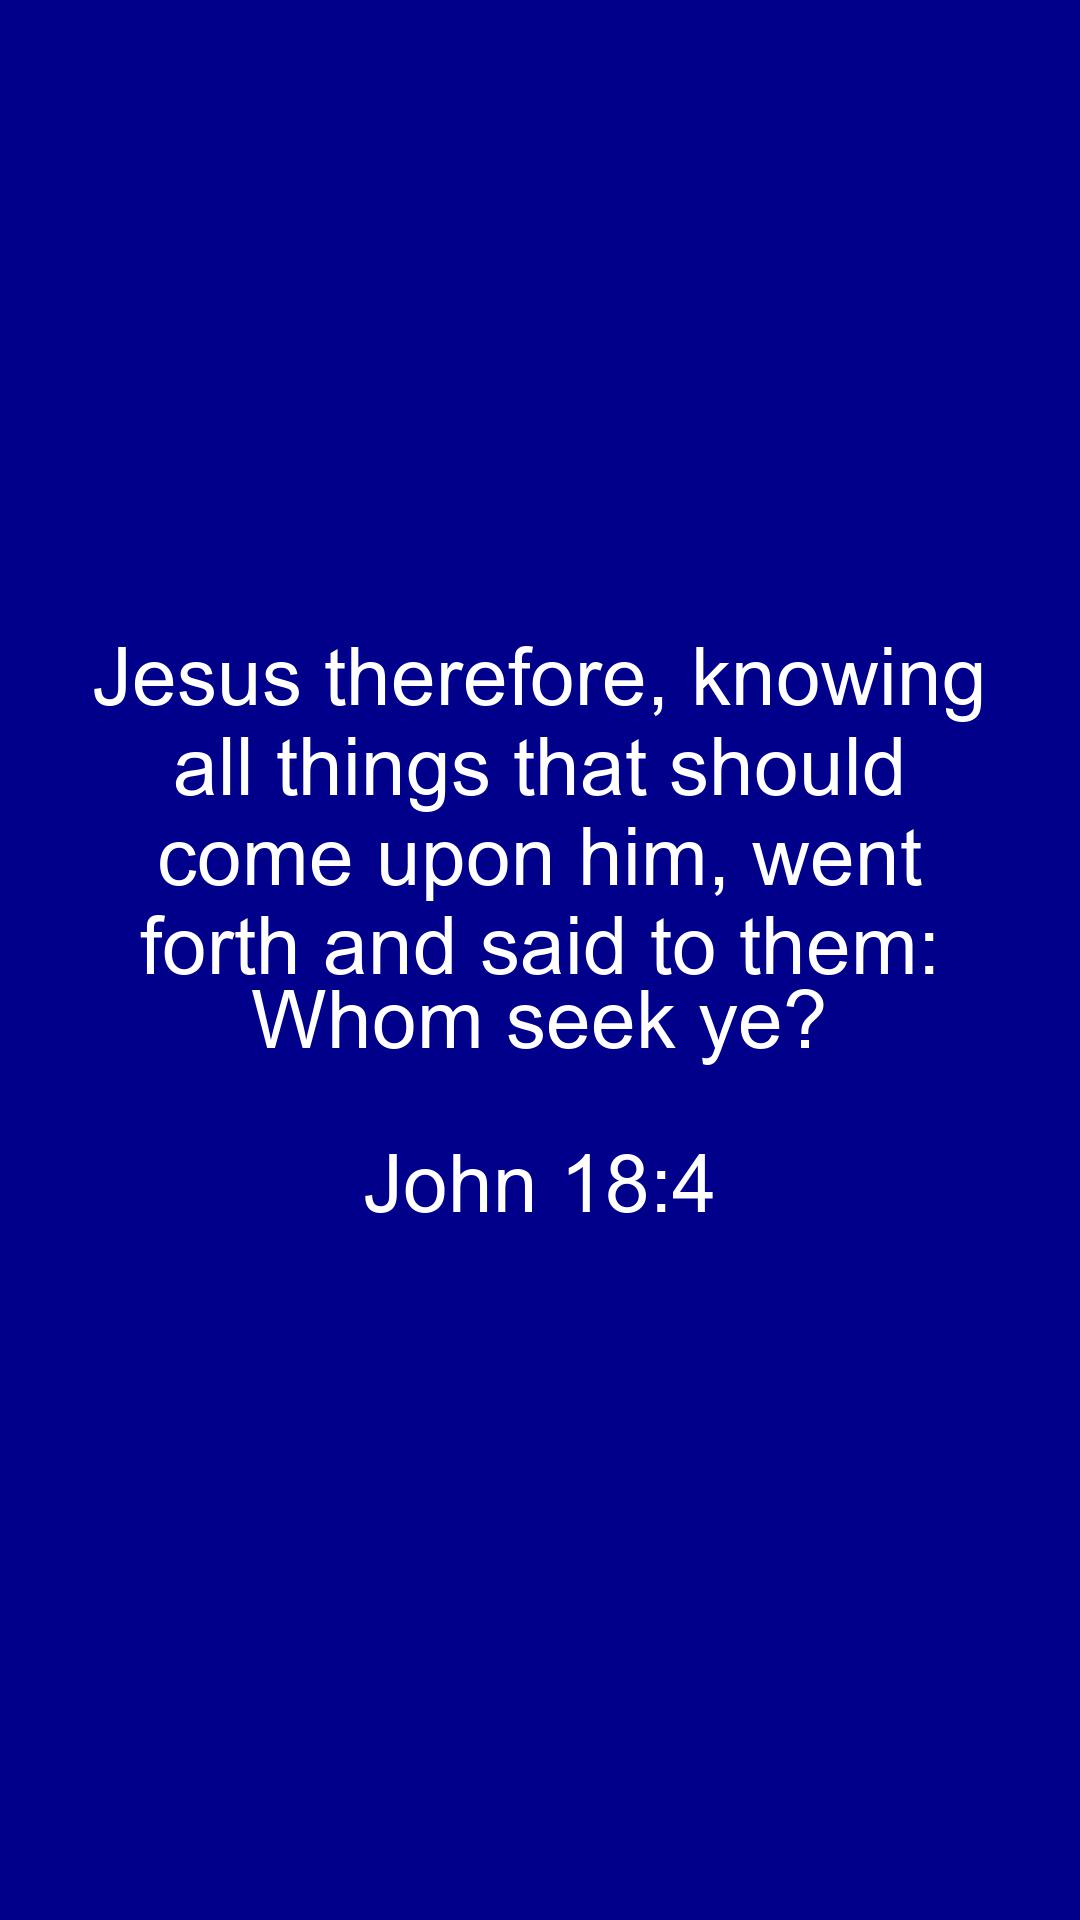 Jesus therefore, knowing
all things that should
come upon him, went
forth and said to them:
Whom seek ye?
John 18:4